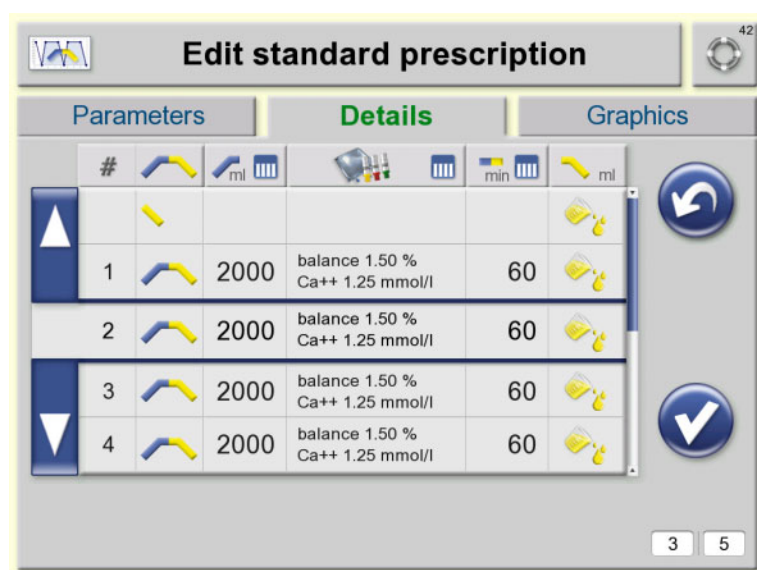 Edit standard prescription
42
Parameters
Details
Graphics
# ml min ml
1 2000 balance 1.50 % 60
Ca++ 1.25 mmol/l
2 2000 balance 1.50 % 60
Ca++ 1.25 mmol/l
3 2000 balance 1.50 % 60
Ca++ 1.25 mmol/l
4 2000 balance 1.50 % 60
Ca++ 1.25 mmol/l
3 5